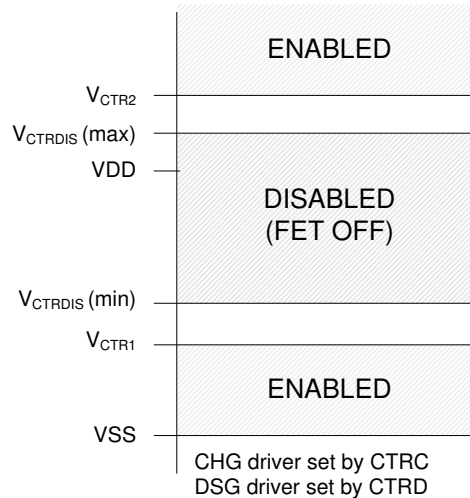 ENABLED
VCTR2
VCTRDIS (max)
VDD
DISABLED
(FET OFF)
VCTRDIS (min)
VCTR1
ENABLED
VSS
CHG driver set by CTRC
DSG driver set by CTRD